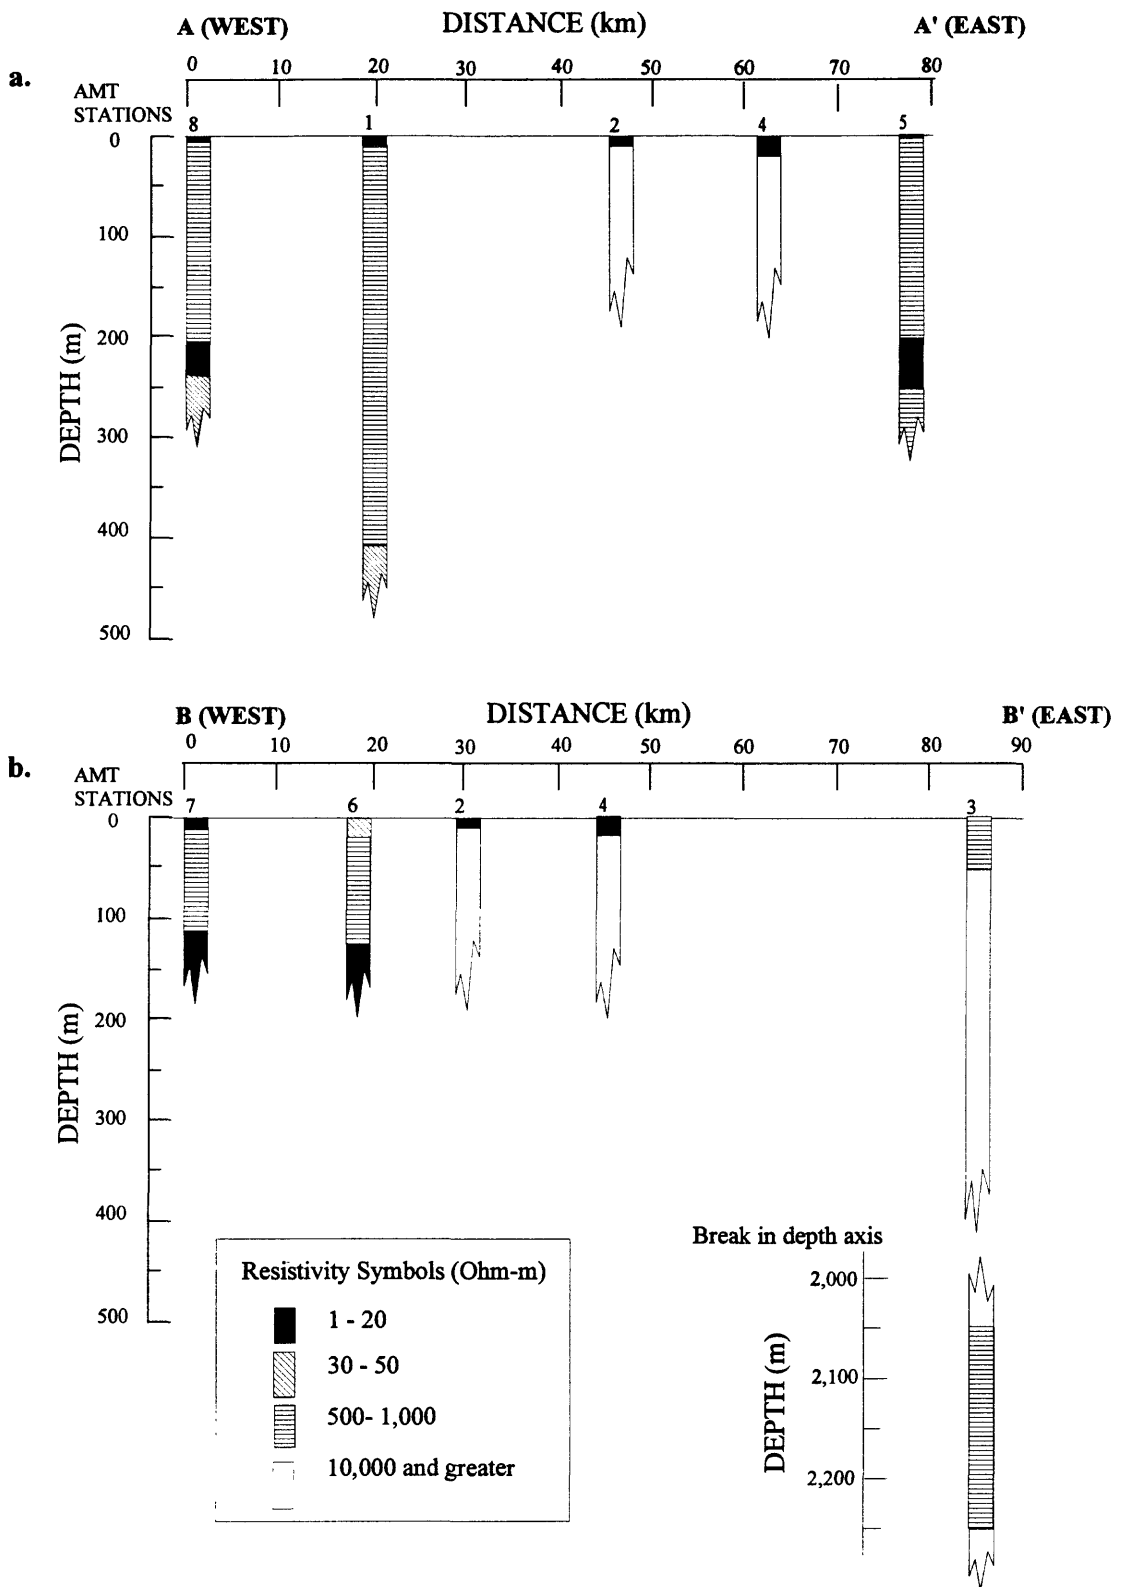 A (WEST) DISTANCE (km) A' (EAST)
a.
0 10 20 30 40 50 60 70 80
AMT
STATIONS
8 1 2 4 5
0
100
200
300
400
500
DEPTH (m)
B (WEST) DISTANCE (km) B' (EAST)
b.
0 10 20 30 40 50 60 70 80 90
AMT
STATIONS
7 6 2 4 3
0
100
200
300
400
500
DEPTH (m)
Resistivity Symbols (Ohm-m)
1 - 20
30 - 50
500- 1,000
10,000 and greater
Break in depth axis
2,000
2,100
2,200
DEPTH (m)